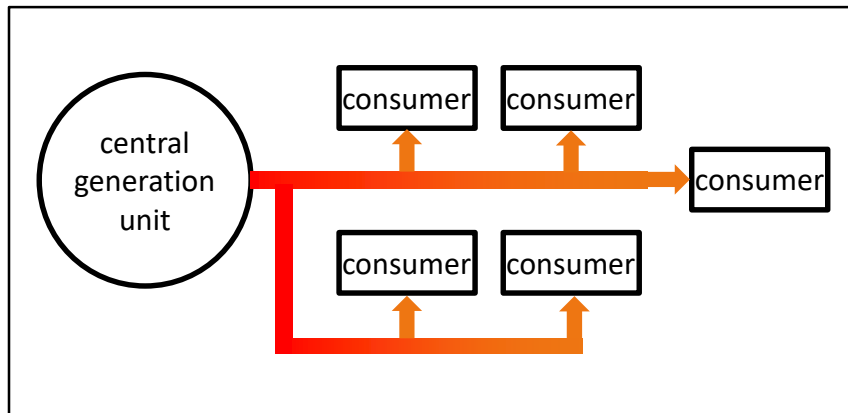 central
generation
unit
consumer
consumer
consumer
consumer
consumer